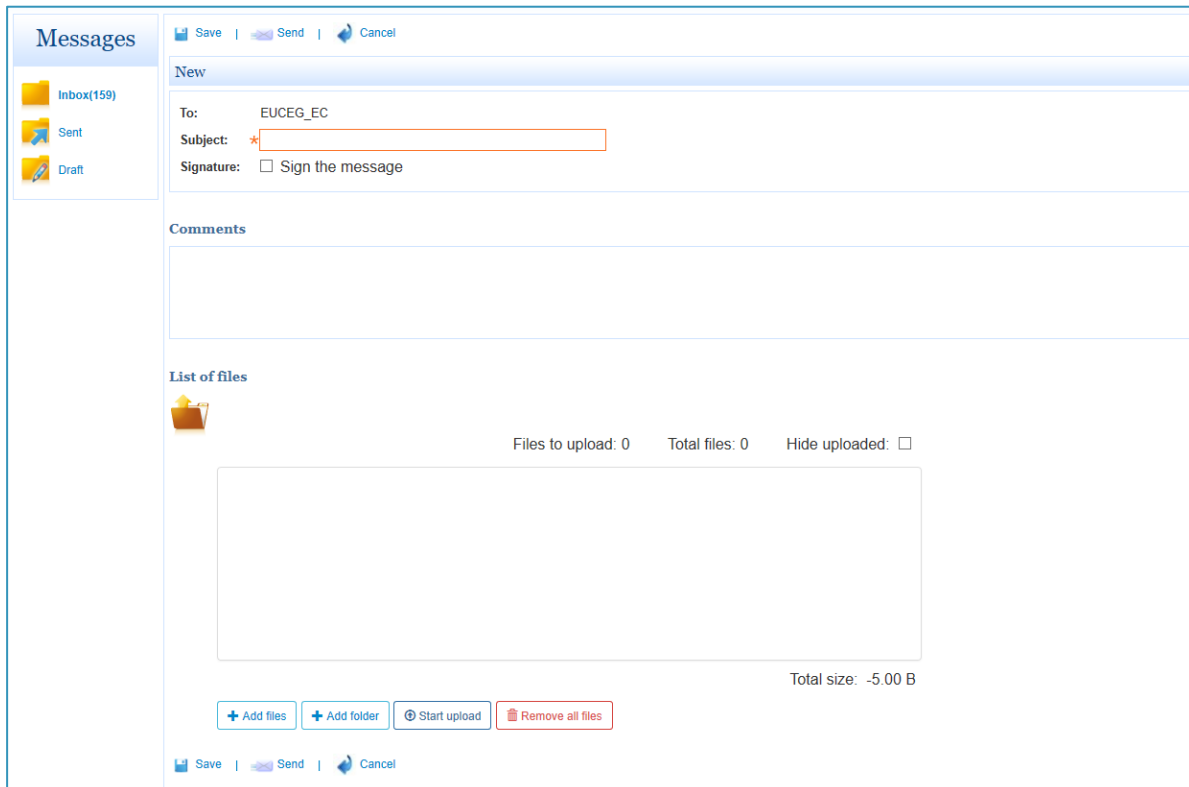 Messages
Inbox(159)
Sent
Draft
Save | Send | Cancel
New
To: EUCEG_EC
Subject: *
Signature: Sign the message
Comments
List of files
Files to upload: 0 Total files: 0 Hide uploaded:
Total size: -5.00 B
+ Add files + Add folder Start upload Remove all files
Save | Send | Cancel